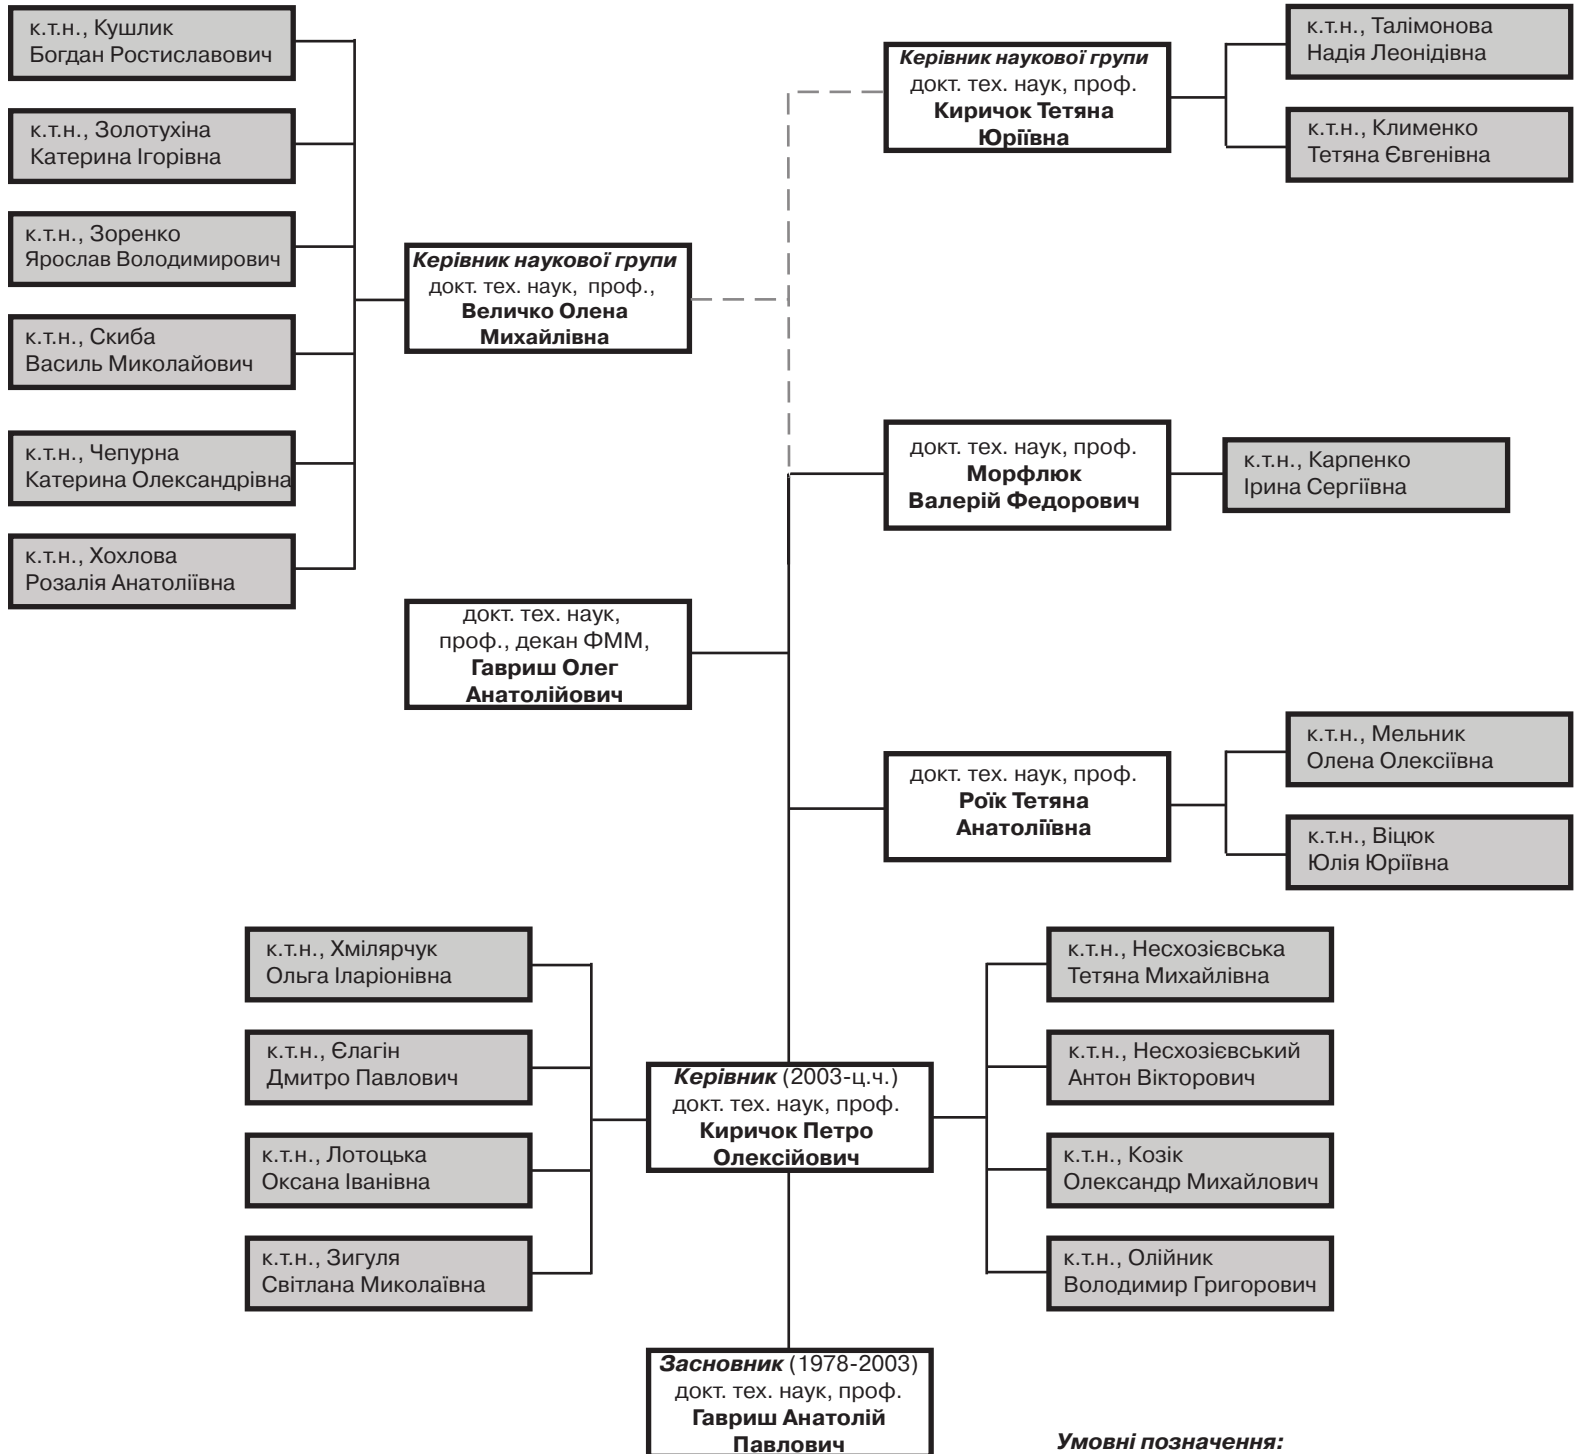 к.т.н., Кушлик
Богдан Ростиславович
к.т.н., Золотухіна
Катерина Ігорівна
к.т.н., Зоренко
Ярослав Володимирович
к.т.н., Скиба
Василь Миколайович
к.т.н., Чепурна
Катерина Олександрівна
к.т.н., Хохлова
Розалія Анатоліївна
Керівник наукової групи
докт. тех. наук, проф.,
Величко Олена
Михайлівна
Керівник наукової групи
докт. тех. наук, проф.
Киричок Тетяна
Юріївна
к.т.н., Талімонова
Надія Леонідівна
к.т.н., Клименко
Тетяна Євгенівна
докт. тех. наук, проф.
Морфлюк
Валерій Федорович
к.т.н., Карпенко
Ірина Сергіївна
докт. тех. наук,
проф., декан ФММ,
Гавриш Олег
Анатолійович
докт. тех. наук, проф.
Роїк Тетяна
Анатоліївна
к.т.н., Мельник
Олена Олексіївна
к.т.н., Віцюк
Юлія Юріївна
к.т.н., Хмілярчук
Ольга Іларіонівна
к.т.н., Єлагін
Дмитро Павлович
к.т.н., Лотоцька
Оксана Іванівна
к.т.н., Зигуля
Світлана Миколаївна
Керівник (2003-ц.ч.)
докт. тех. наук, проф.
Киричок Петро
Олексійович
к.т.н., Несхозієвська
Тетяна Михайлівна
к.т.н., Несхозієвський
Антон Вікторович
к.т.н., Козік
Олександр Михайлович
к.т.н., Олійник
Володимир Григорович
Засновник (1978-2003)
докт. тех. наук, проф.
Гавриш Анатолій
Павлович
Умовні позначення: